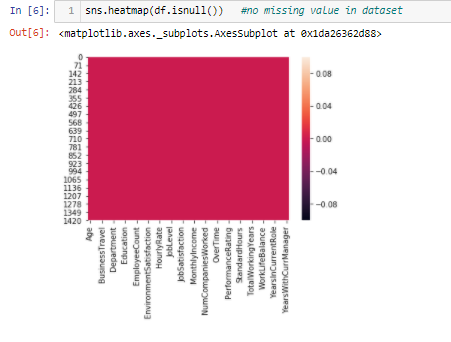 In [6]: 1 sns.heatmap(df.isnull()) #no missing value in dataset
Out[6]: <matplotlib.axes._subplots.AxesSubplot at 0x1da26362d88>
0
71
142
213
284
355
426
497
568
639
710
781
852
923
994
1065
1136
1207
1278
1349
1420
0.08
0.04
0.00
−0.04
−0.08
Age
BusinessTravel
Department
Education
EmployeeCount
EnvironmentSatisfaction
HourlyRate
JobLevel
JobSatisfaction
MonthlyIncome
NumCompaniesWorked
OverTime
PerformanceRating
StandardHours
TotalWorkingYears
WorkLifeBalance
YearsInCurrentRole
YearsWithCurrManager